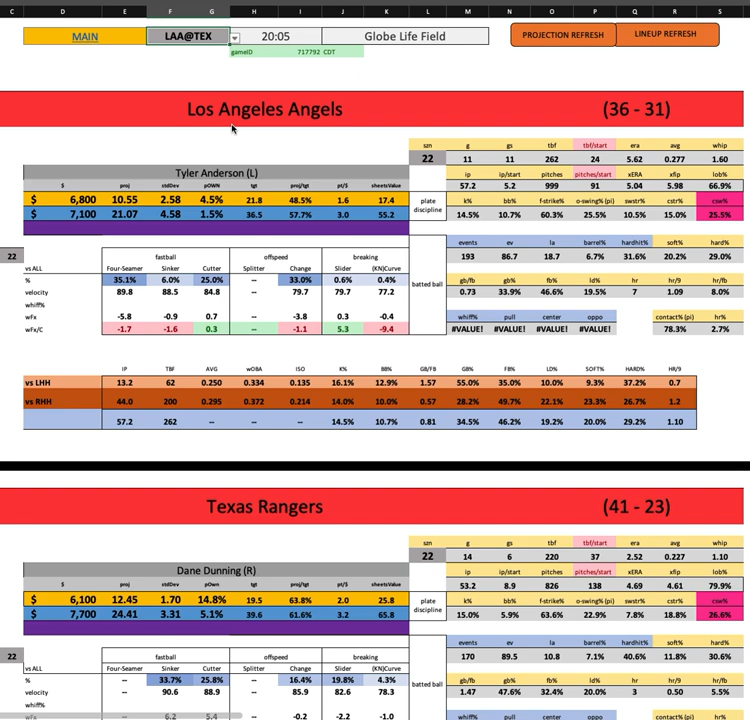 C D E F G H I J K L M N O P Q R S
MAIN LAA@TEX 20:05 Globe Life Field PROJECTION REFRESH LINEUP REFRESH
gameID 717792 CDT
Los Angeles Angels (36 - 31)
szn g gs tbf tbf/start era avg whip
22 11 11 262 24 5.62 0.277 1.60
Tyler Anderson (L) ip ip/start pitches pitches/start xERA xfip lob%
$ proj stdDev pOWN tgt proj/tgt pt/$ sheetsValue 57.2 5.2 999 91 5.04 5.98 66.9%
$ 6,800 10.55 2.58 4.5% 21.8 48.5% 1.6 17.4 plate discipline k% bb% f-strike% o-swing% (pi) swstr% cstr% csw%
$ 7,100 21.07 4.58 1.5% 36.5 57.7% 3.0 55.2 14.5% 10.7% 60.3% 25.5% 10.5% 15.0% 25.5%
events ev la barrel% hardhit% soft% hard%
22 fastball offspeed breaking 193 86.7 18.7 6.7% 31.6% 20.2% 29.0%
vs ALL Four-Seamer Sinker Cutter Splitter Change Slider (KN)Curve
% 35.1% 6.0% 25.0% -- 33.0% 0.6% 0.4% batted ball gb/fb gb% fb% ld% hr hr/9 hr/fb
velocity 89.8 88.5 84.8 -- 79.7 79.7 77.2 0.73 33.9% 46.6% 19.5% 7 1.09 8.0%
whiff%
wFx -5.8 -0.9 0.7 -3.8 0.3 -0.4 whiff% pull center oppo contact% (pi) hr%
wFx/C -1.7 -1.6 0.3 -- -1.1 5.3 -9.4 #VALUE! #VALUE! #VALUE! #VALUE! 78.3% 2.7%
IP TBF AVG wOBA ISO K% BB% GB/FB GB% FB% LD% SOFT% HARD% HR/9
vs LHH 13.2 62 0.250 0.334 0.135 16.1% 12.9% 1.57 55.0% 35.0% 10.0% 9.3% 37.2% 0.7
vs RHH 44.0 200 0.295 0.372 0.214 14.0% 10.0% 0.57 28.2% 49.7% 22.1% 23.3% 26.7% 1.2
57.2 262 -- -- -- 14.5% 10.7% 0.81 34.5% 46.2% 19.2% 20.0% 29.2% 1.10
Texas Rangers (41 - 23)
szn g gs tbf tbf/start era avg whip
22 14 6 220 37 2.52 0.227 1.10
Dane Dunning (R) ip ip/start pitches pitches/start xERA xfip lob%
$ proj stdDev pOwn tgt proj/tgt pt/$ sheetsValue 53.2 8.9 826 138 4.69 4.61 79.9%
$ 6,100 12.45 1.70 14.8% 19.5 63.8% 2.0 25.8 plate discipline k% bb% f-strike% o-swing% (pi) swstr% cstr% csw%
$ 7,700 24.41 3.31 5.1% 39.6 61.6% 3.2 65.8 15.0% 5.9% 63.6% 22.9% 7.8% 18.8% 26.6%
events ev la barrel% hardhit% soft% hard%
22 fastball offspeed breaking 170 89.5 10.8 7.1% 40.6% 11.8% 30.6%
vs ALL Four-Seamer Sinker Cutter Splitter Change Slider (KN)Curve
% -- 33.7% 25.8% -- 16.4% 19.8% 4.3% batted ball gb/fb gb% fb% ld% hr hr/9 hr/fb
velocity -- 90.6 88.9 -- 85.9 82.6 78.3 1.47 47.6% 32.4% 20.0% 3 0.50 5.5%
whiff%
wFx -- 6.2 5.4 -0.2 -2.2 -1.0 whiff% pull center oppo contact% (pi) hr%